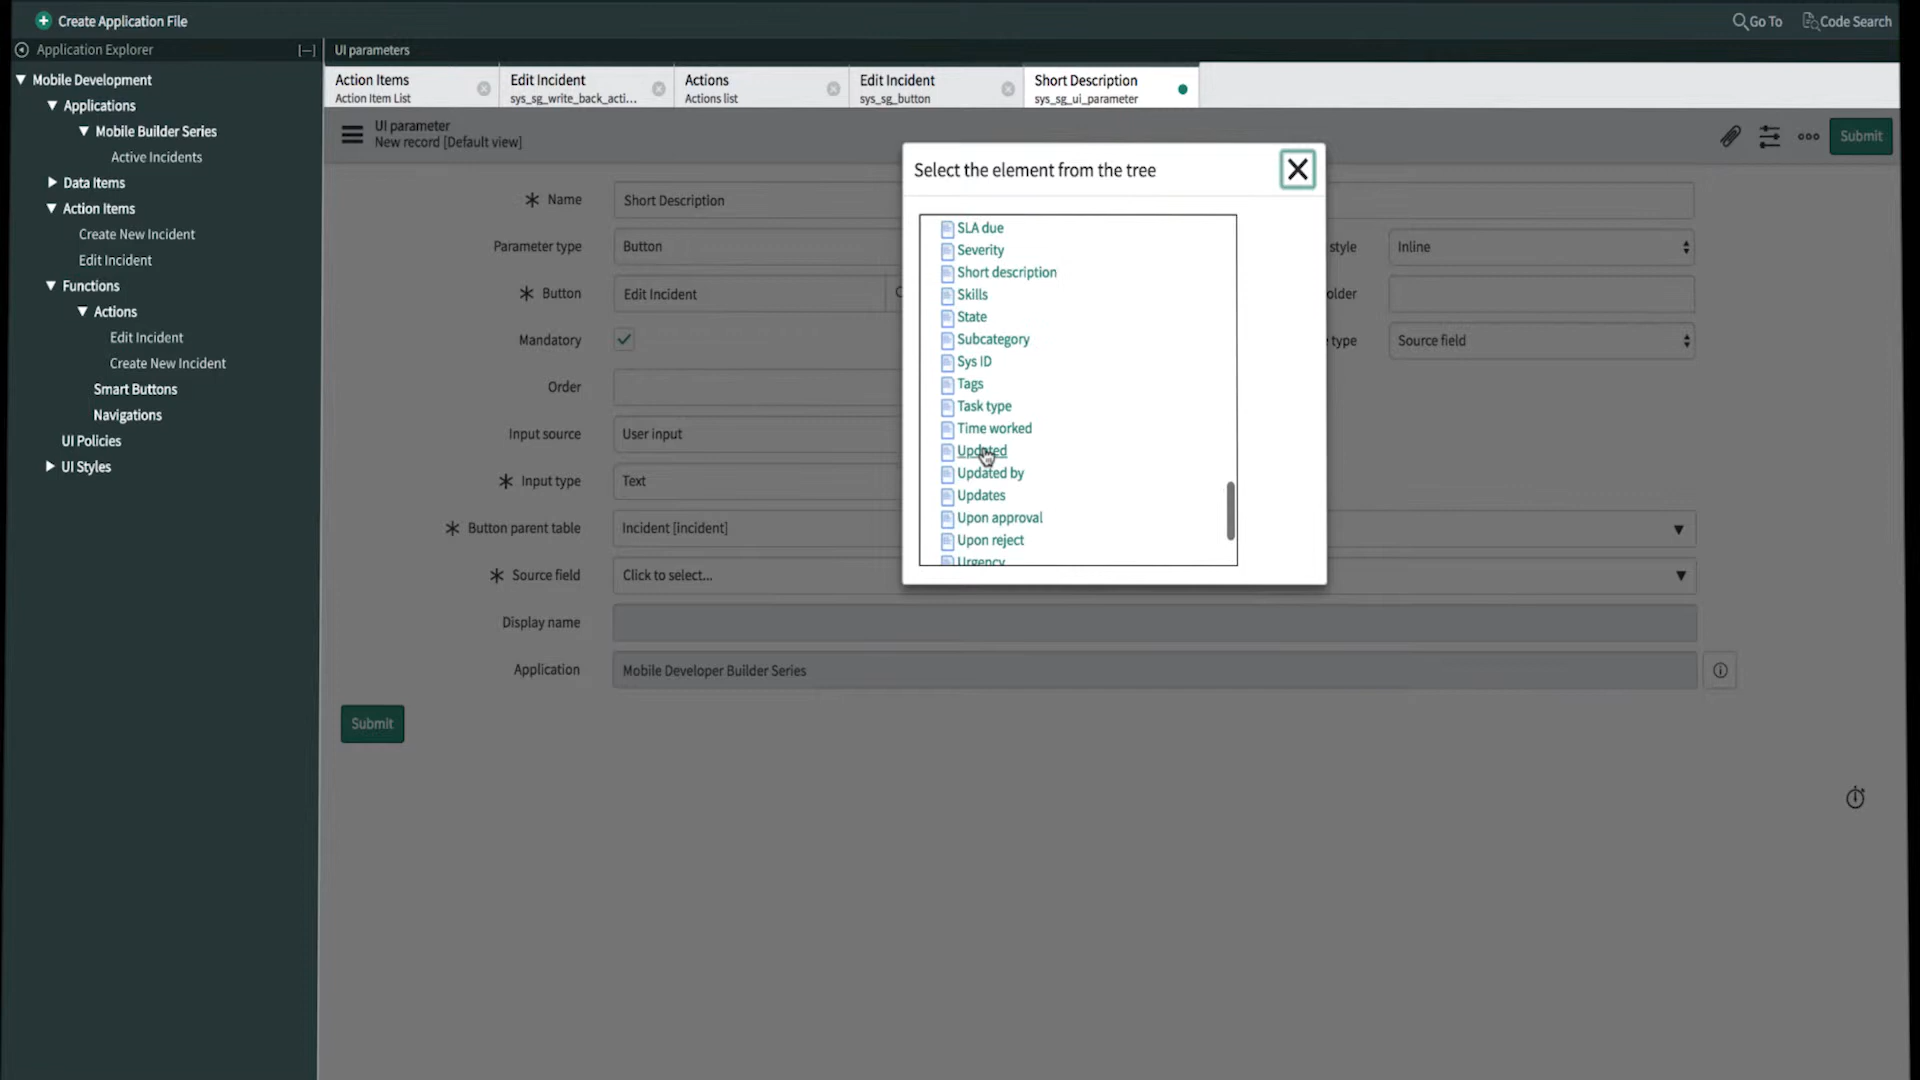 Create Application File
Go To
Code Search
Application Explorer
UI parameters
Mobile Development
Applications
Mobile Builder Series
Active Incidents
Data Items
Action Items
Create New Incident
Edit Incident
Functions
Actions
Edit Incident
Create New Incident
Smart Buttons
Navigations
UI Policies
UI Styles
Action Items
Action Item List
Edit Incident
sys_sg_write_back_acti...
Actions
Actions list
Edit Incident
sys_sg_button
Short Description
sys_sg_ui_parameter
UI parameter
New record [Default view]
Submit
Name
Short Description
Parameter type
Button
style
Inline
Button
Edit Incident
older
Mandatory
type
Source field
Order
Input source
User input
Input type
Text
Button parent table
Incident [incident]
Source field
Click to select...
Display name
Application
Mobile Developer Builder Series
Submit
Select the element from the tree
SLA due
Severity
Short description
Skills
State
Subcategory
Sys ID
Tags
Task type
Time worked
Updated
Updated by
Updates
Upon approval
Upon reject
Urgency